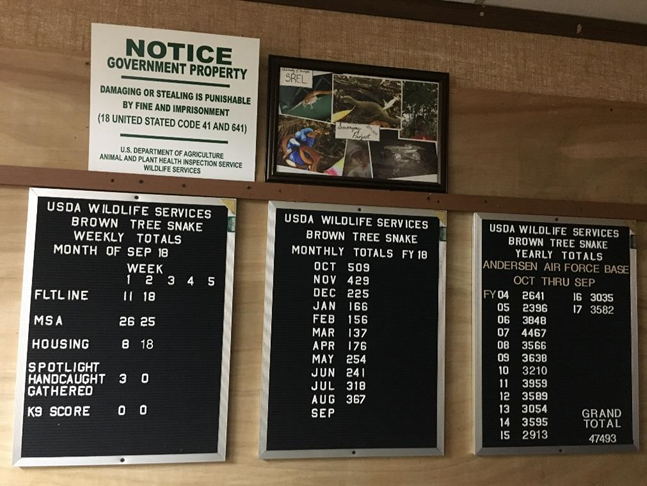 NOTICE
GOVERNMENT PROPERTY
DAMAGING OR STEALING IS PUNISHABLE
BY FINE AND IMPRISONMENT
(18 UNITED STATED CODE 41 AND 641)
U.S. DEPARTMENT OF AGRICULTURE
ANIMAL AND PLANT HEALTH INSPECTION SERVICE
WILDLIFE SERVICES
SREL
Scavenging
Project
USDA WILDLIFE SERVICES
BROWN TREE SNAKE
WEEKLY TOTALS
MONTH OF SEP 18
WEEK
1 2 3 4 5
FLTLINE 11 18
MSA 26 25
HOUSING 8 18
SPOTLIGHT
HANDCAUGHT 3 0
GATHERED
K9 SCORE 0 0
USDA WILDLIFE SERVICES
BROWN TREE SNAKE
MONTHLY TOTALS FY 18
OCT 509
NOV 429
DEC 225
JAN 166
FEB 156
MAR 137
APR 176
MAY 254
JUN 241
JUL 318
AUG 367
SEP
USDA WILDLIFE SERVICES
BROWN TREE SNAKE
YEARLY TOTALS
ANDERSEN AIR FORCE BASE
OCT THRU SEP
FY 04 2641 16 3035
05 2396 17 3582
06 3848
07 4467
08 3566
09 3638
10 3210
11 3959
12 3589
13 3054
14 3595
15 2913
GRAND
TOTAL
47493